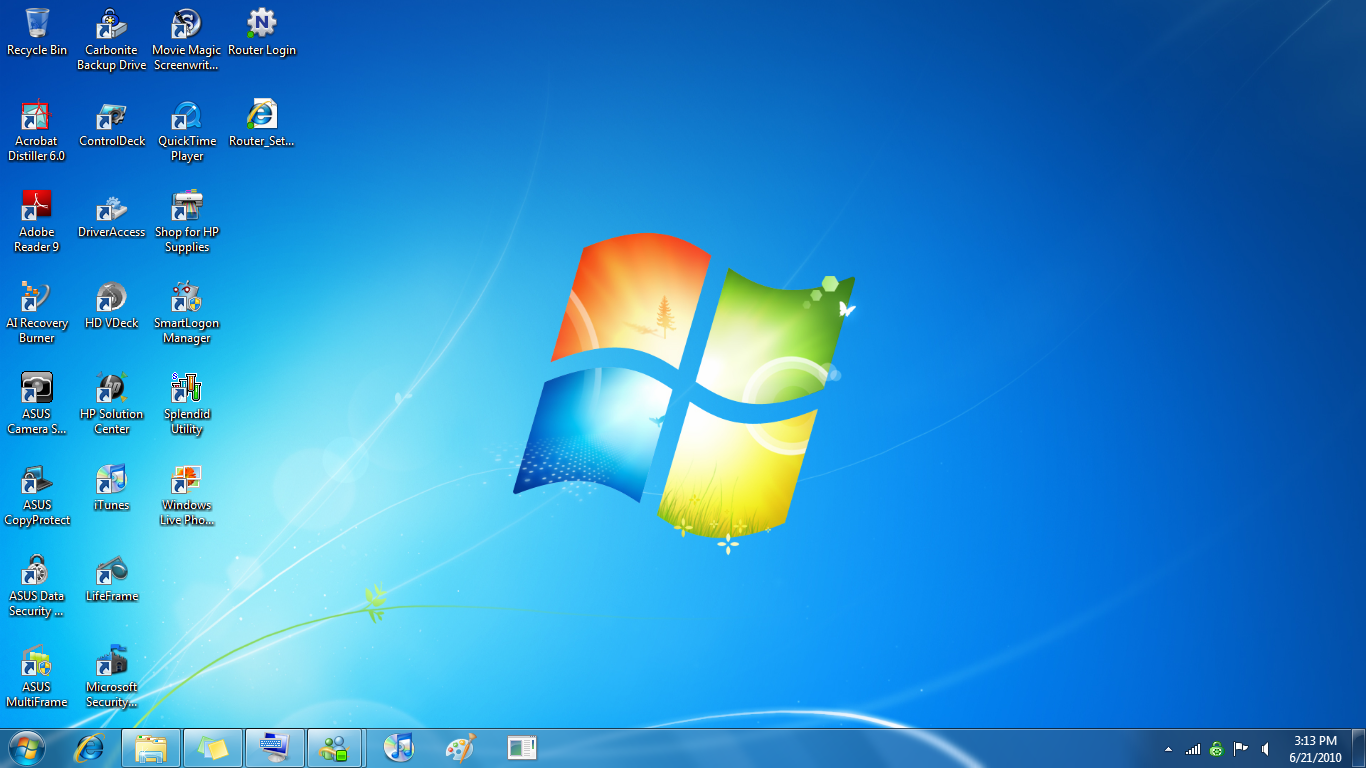 Recycle Bin
Carbonite
Backup Drive
Movie Magic
Screenwrit...
Router Login
Acrobat
Distiller 6.0
ControlDeck
QuickTime
Player
Router_Set...
Adobe
Reader 9
DriverAccess
Shop for HP
Supplies
AI Recovery
Burner
HD VDeck
SmartLogon
Manager
ASUS
Camera S...
HP Solution
Center
Splendid
Utility
ASUS
CopyProtect
iTunes
Windows
Live Pho...
ASUS Data
Security ...
LifeFrame
ASUS
MultiFrame
Microsoft
Security...
3:13 PM
6/21/2010